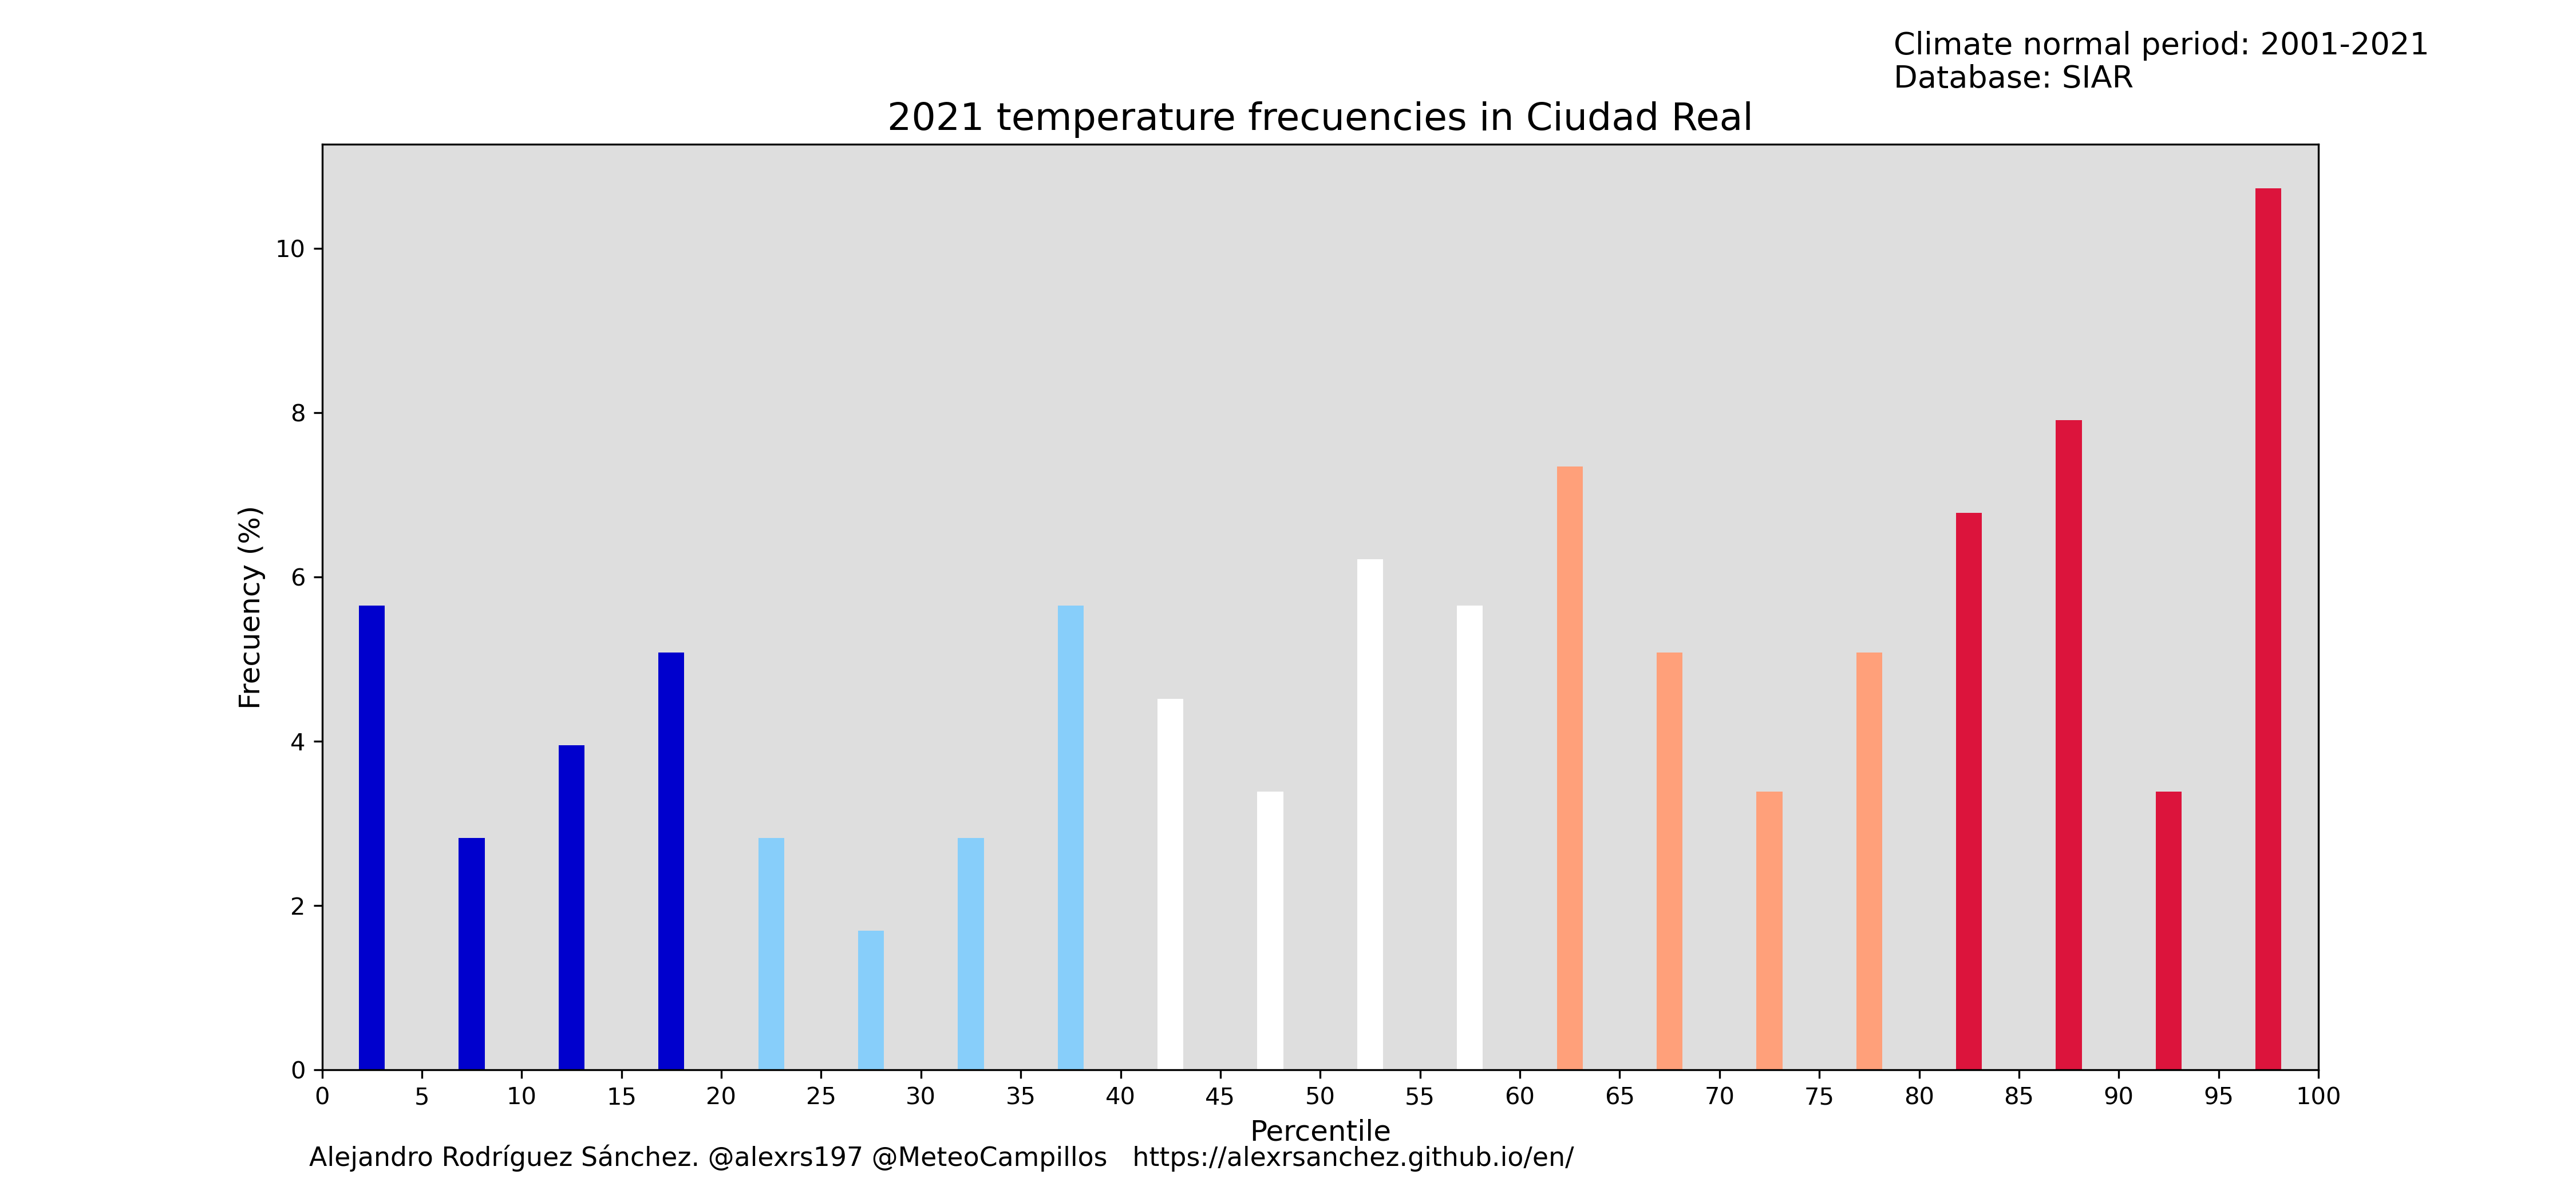 Climate normal period: 2001-2021
Database: SIAR
2021 temperature frecuencies in Ciudad Real
10
8
6
4
2
0
Frecuency (%)
0 5 10 15 20 25 30 35 40 45 50 55 60 65 70 75 80 85 90 95 100
Percentile
Alejandro Rodríguez Sánchez. @alexrs197 @MeteoCampillos https://alexrsanchez.github.io/en/